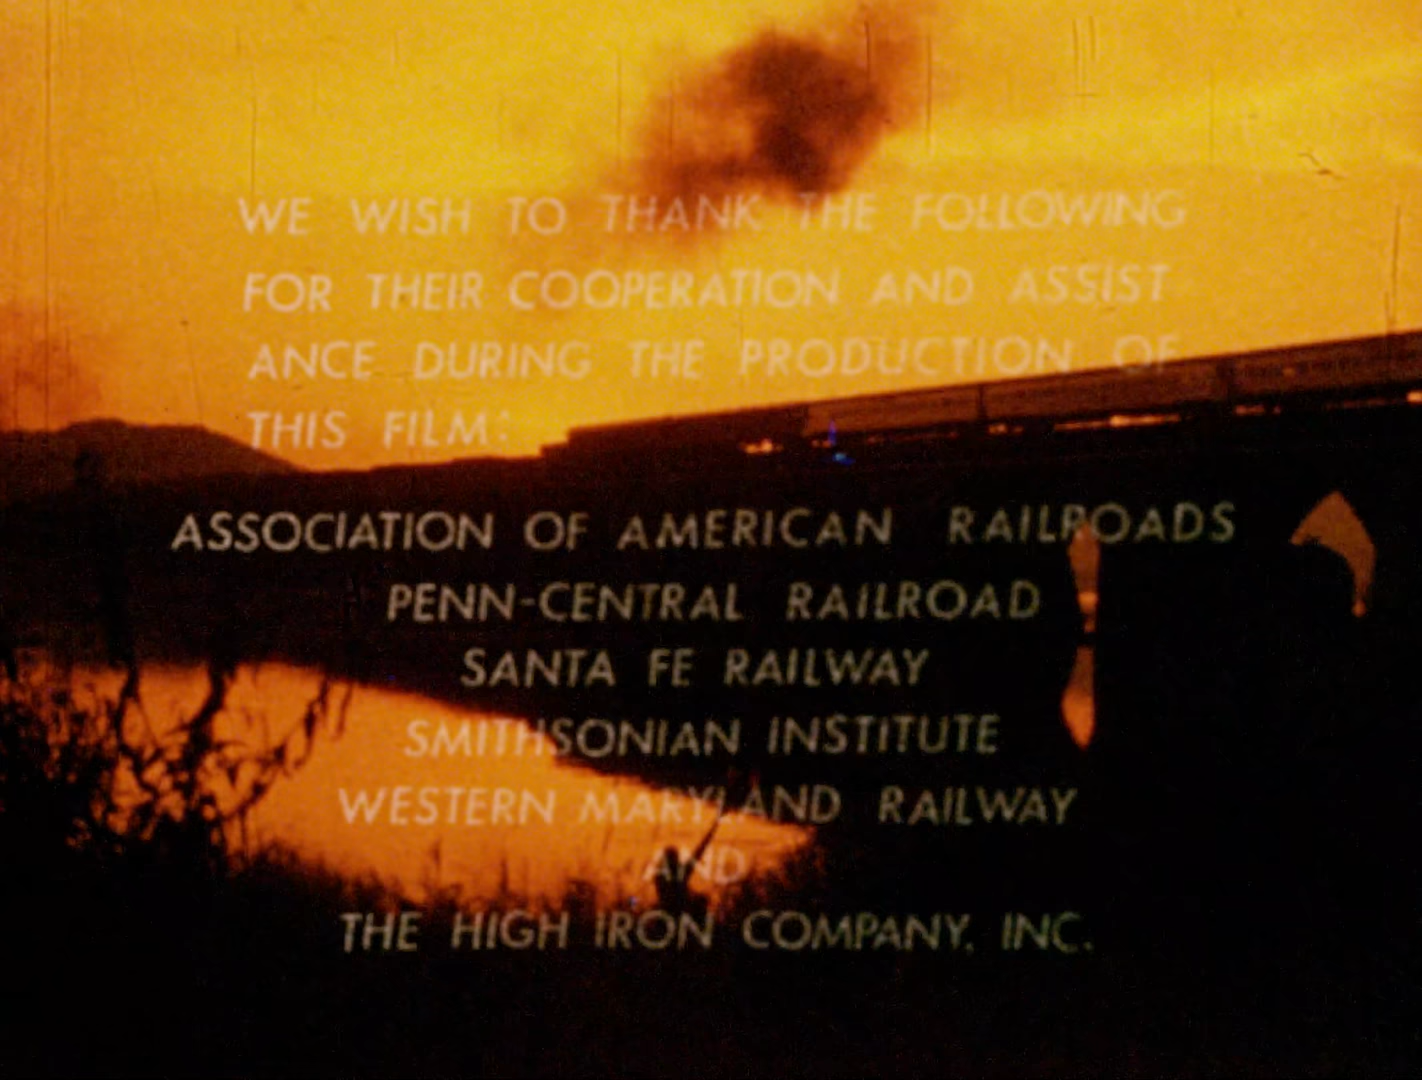 WE WISH TO THANK THE FOLLOWING
FOR THEIR COOPERATION AND ASSIST
ANCE DURING THE PRODUCTION OF
THIS FILM:
ASSOCIATION OF AMERICAN RAILROADS
PENN-CENTRAL RAILROAD
SANTA FE RAILWAY
SMITHSONIAN INSTITUTE
WESTERN MARYLAND RAILWAY
AND
THE HIGH IRON COMPANY, INC.